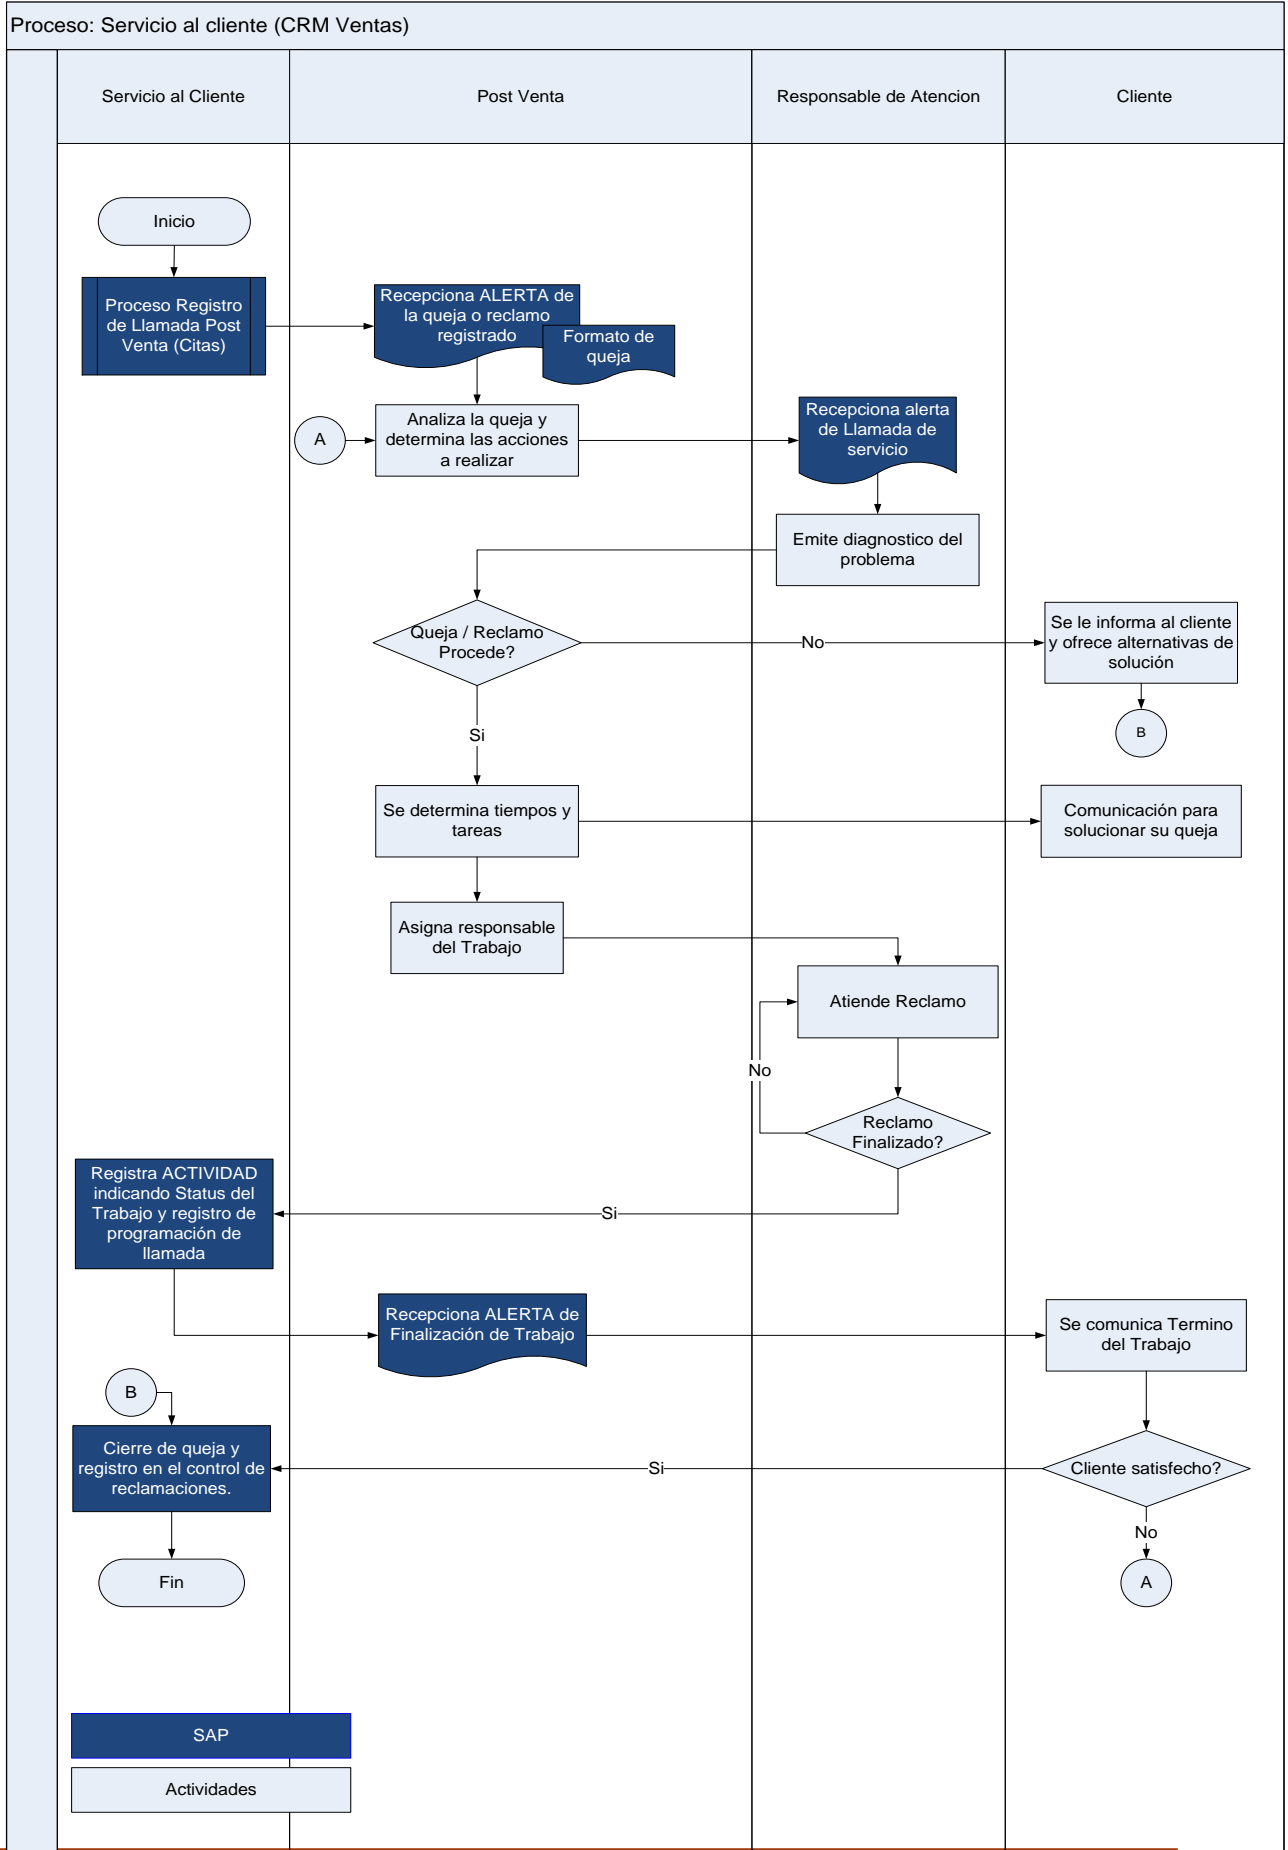 Proceso: Servicio al cliente (CRM Ventas)
Servicio al Cliente
Post Venta
Responsable de Atencion
Cliente
Inicio
Proceso Registro
de Llamada Post
Venta (Citas)
Recepciona ALERTA de
la queja o reclamo
registrado
Formato de
queja
A
Analiza la queja y
determina las acciones
a realizar
Recepciona alerta
de Llamada de
servicio
Emite diagnostico del
problema
Queja / Reclamo
Procede?
No
Se le informa al cliente
y ofrece alternativas de
solución
B
Si
Se determina tiempos y
tareas
Comunicación para
solucionar su queja
Asigna responsable
del Trabajo
Atiende Reclamo
No
Reclamo
Finalizado?
Si
Registra ACTIVIDAD
indicando Status del
Trabajo y registro de
programación de
llamada
Recepciona ALERTA de
Finalización de Trabajo
Se comunica Termino
del Trabajo
B
Cierre de queja y
registro en el control de
reclamaciones.
Si
Cliente satisfecho?
No
A
Fin
SAP
Actividades